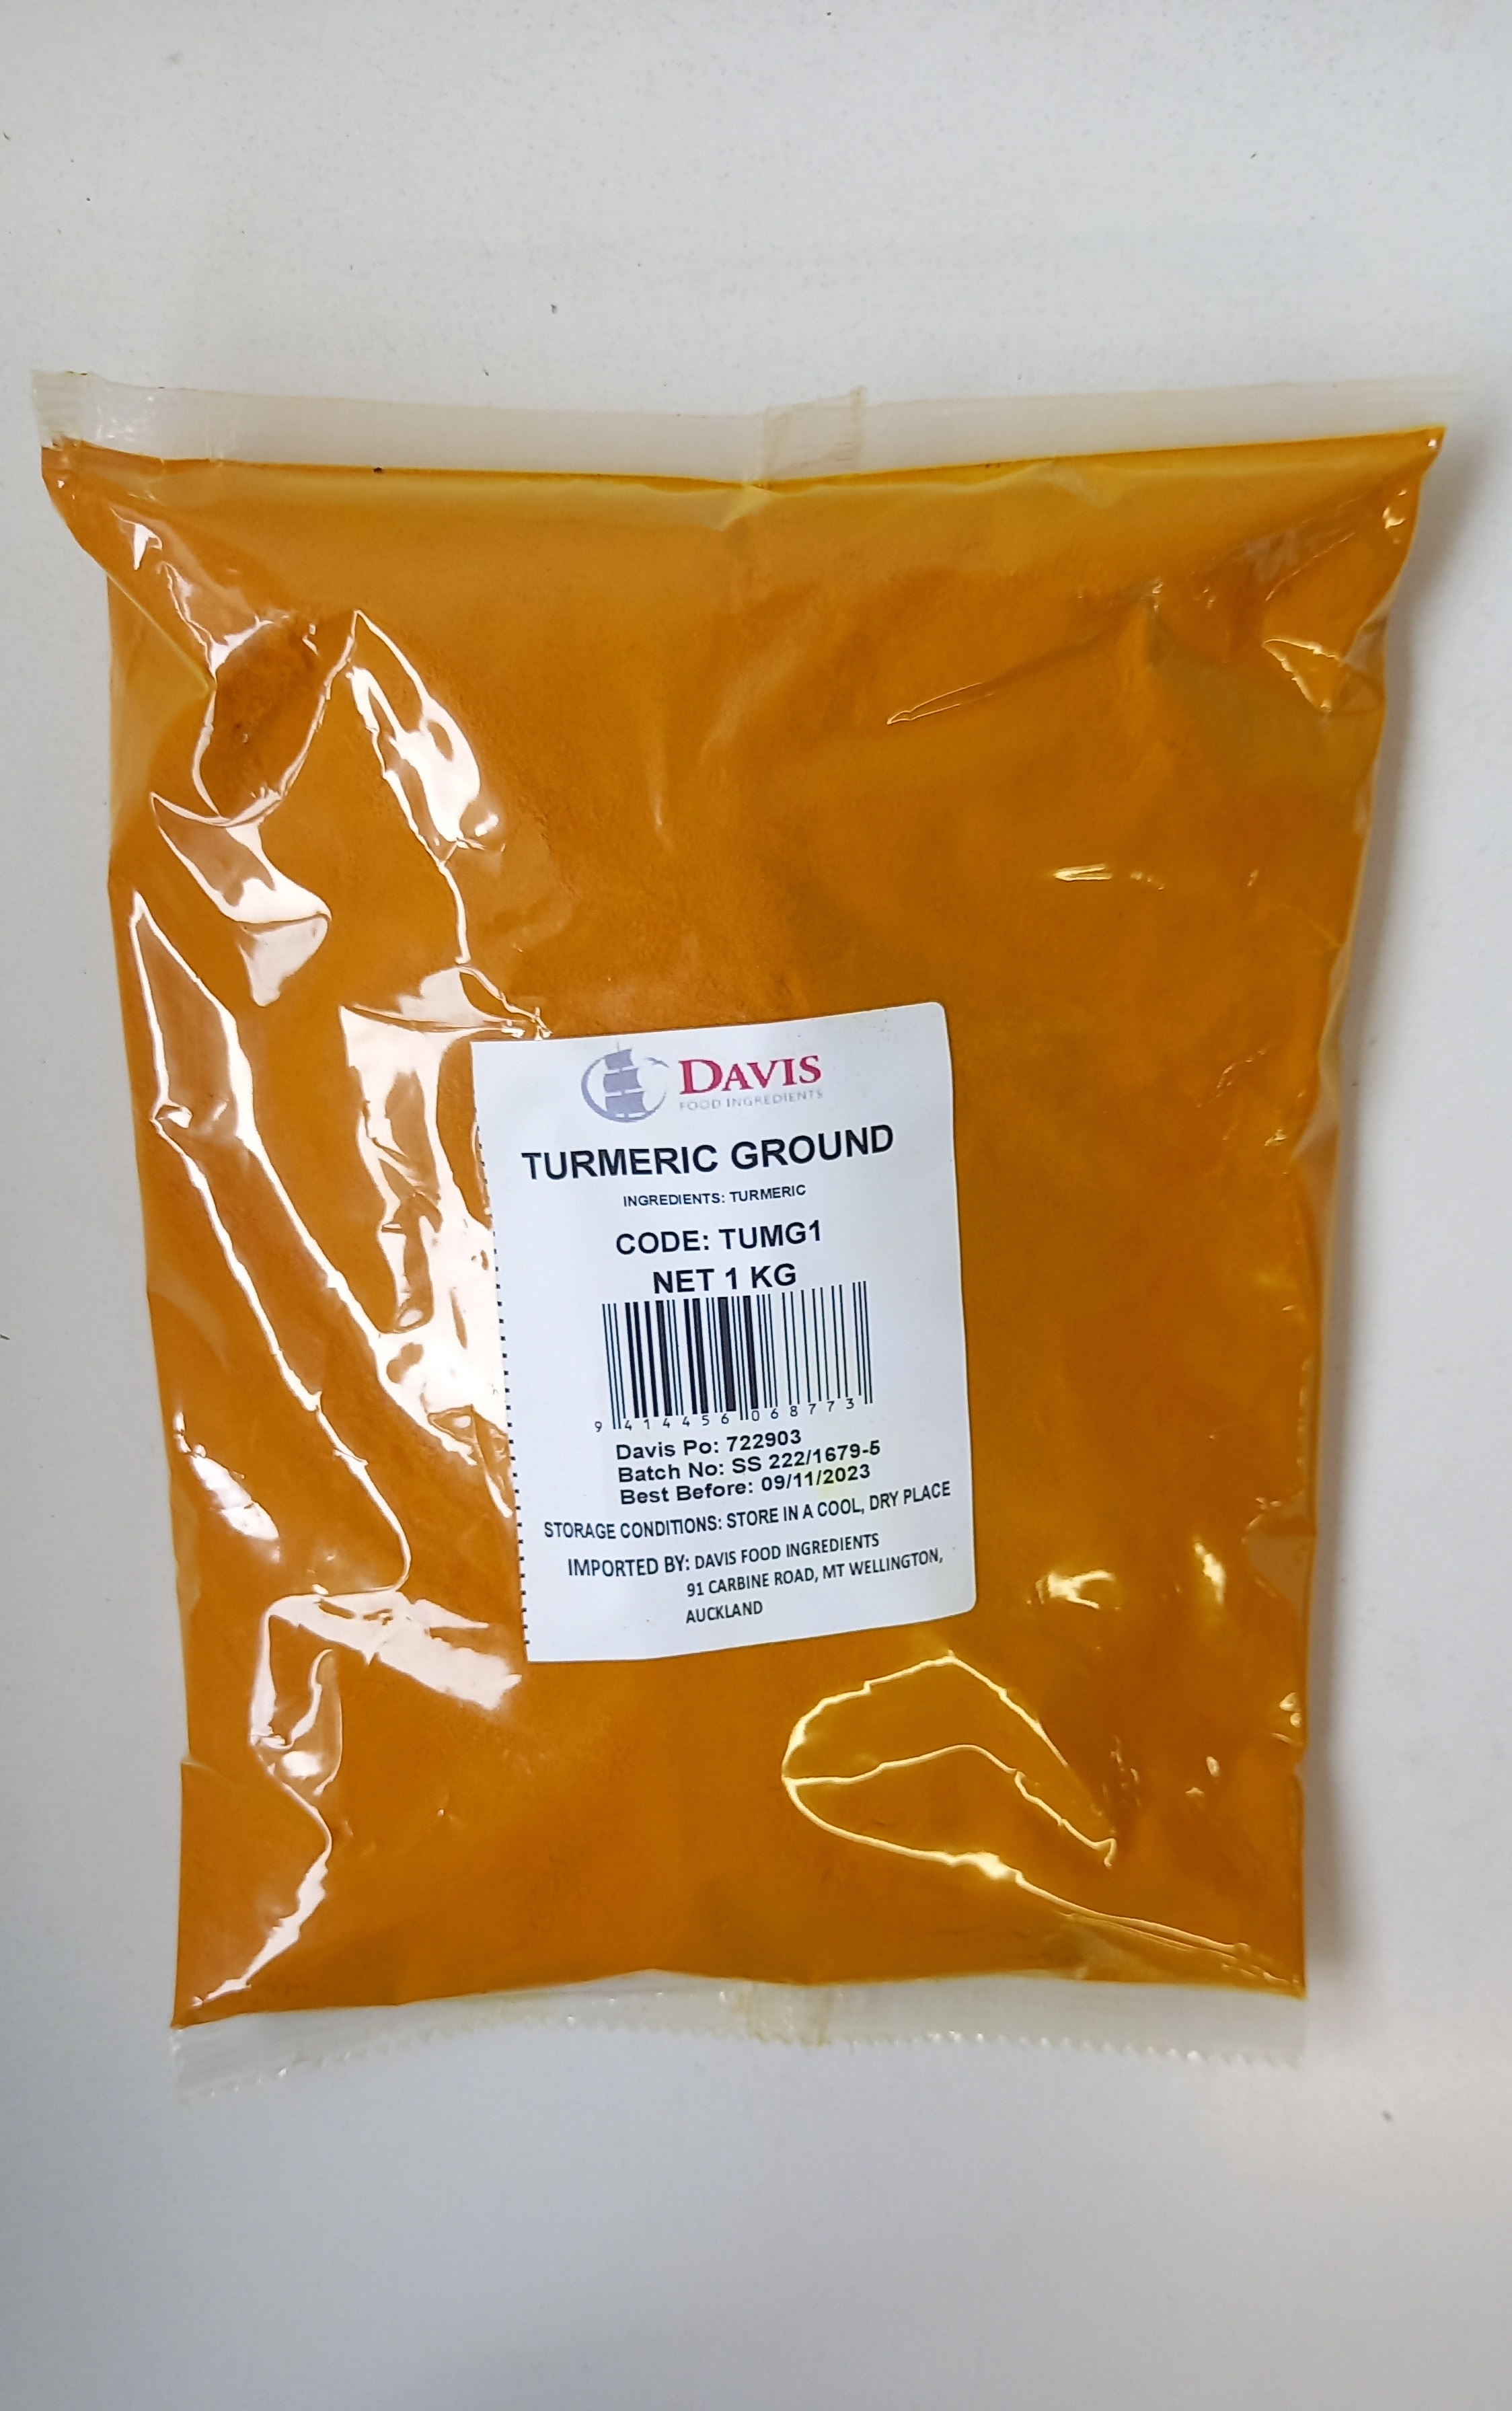 DAVIS
FOOD INGREDIENTS
TURMERIC GROUND
INGREDIENTS: TURMERIC
CODE: TUMG1
NET 1 KG
9 414456 068773
Davis Po: 722903
Batch No: SS 222/1679-5
Best Before: 09/11/2023
STORAGE CONDITIONS: STORE IN A COOL, DRY PLACE
IMPORTED BY: DAVIS FOOD INGREDIENTS
91 CARBINE ROAD, MT WELLINGTON,
AUCKLAND